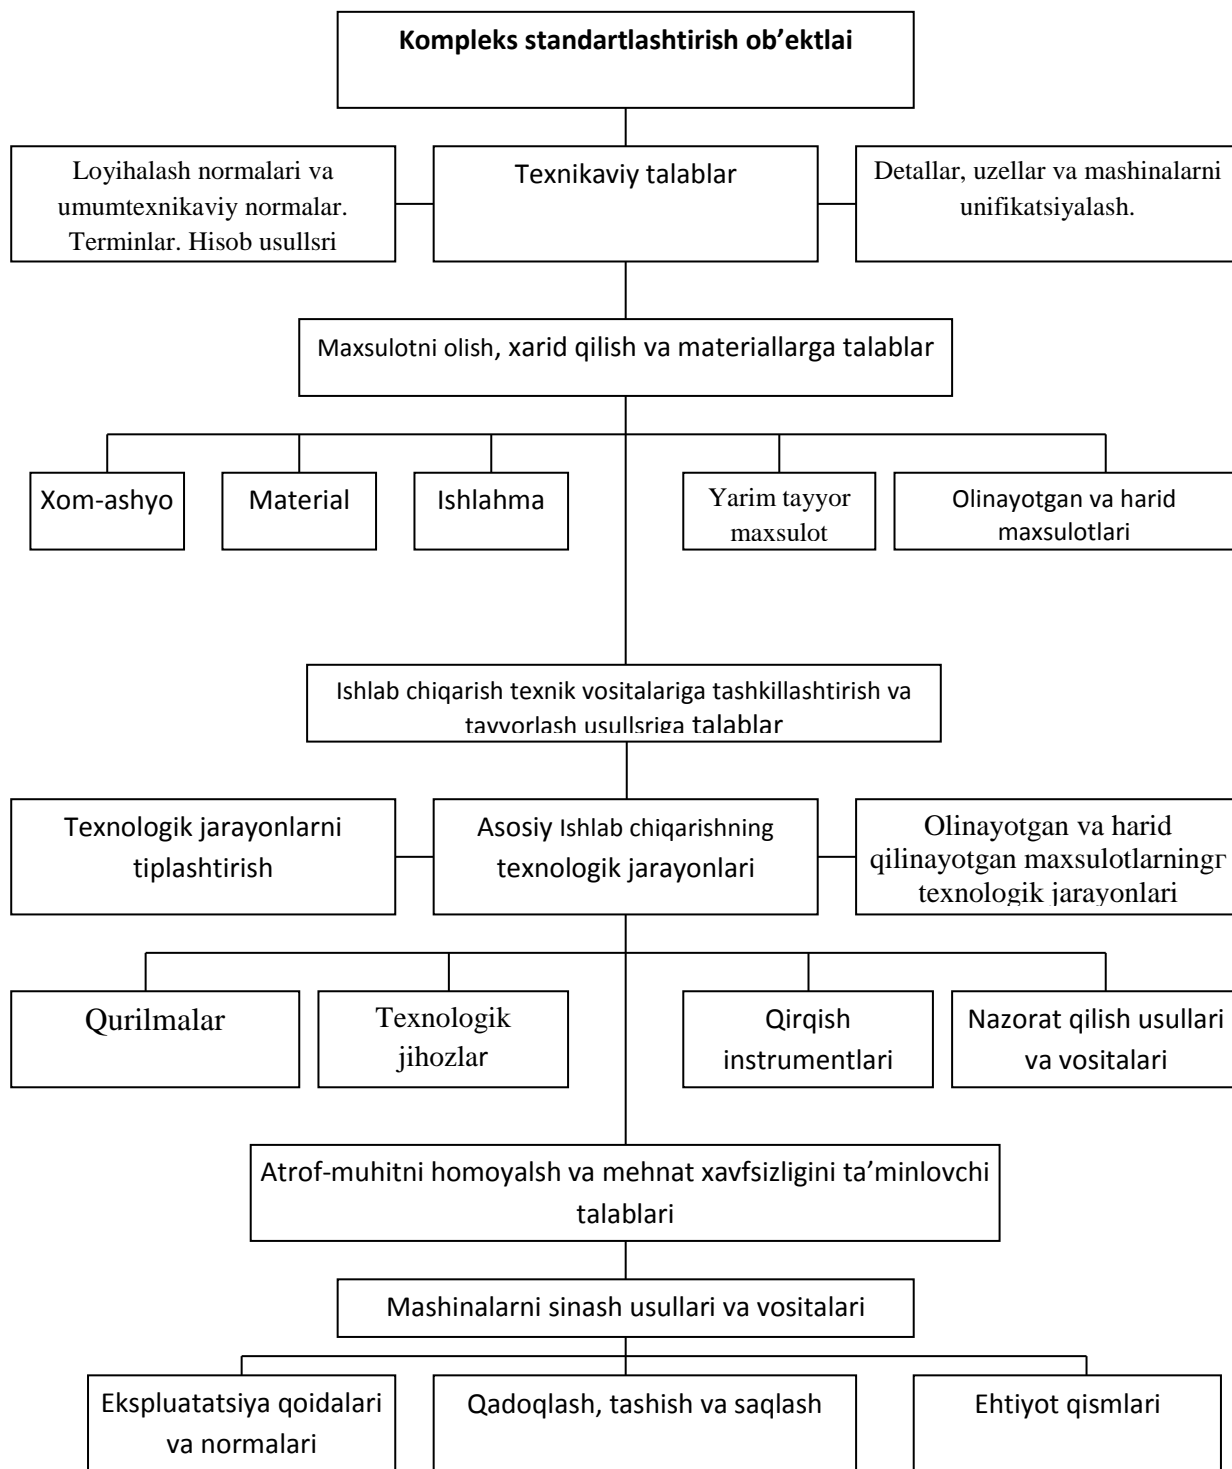 Kompleks standartlashtirish ob’ektlai
Loyihalash normalari va
umumtexnikaviy normalar.
Terminlar. Hisob usullsri
Texnikaviy talablar
Detallar, uzellar va mashinalarni
unifikatsiyalash.
Maxsulotni olish, xarid qilish va materiallarga talablar
Xom-ashyo
Material
Ishlahma
Yarim tayyor
maxsulot
Olinayotgan va harid
maxsulotlari
Ishlab chiqarish texnik vositalariga tashkillashtirish va
tayyorlash usullsriga talablar
Texnologik jarayonlarni
tiplashtirish
Asosiy Ishlab chiqarishning
texnologik jarayonlari
Olinayotgan va harid
qilinayotgan maxsulotlarningг
texnologik jarayonlari
Qurilmalar
Texnologik
jihozlar
Qirqish
instrumentlari
Nazorat qilish usullari
va vositalari
Atrof-muhitni homoyalsh va mehnat xavfsizligini ta’minlovchi
talablari
Mashinalarni sinash usullari va vositalari
Ekspluatatsiya qoidalari
va normalari
Qadoqlash, tashish va saqlash
Ehtiyot qismlari